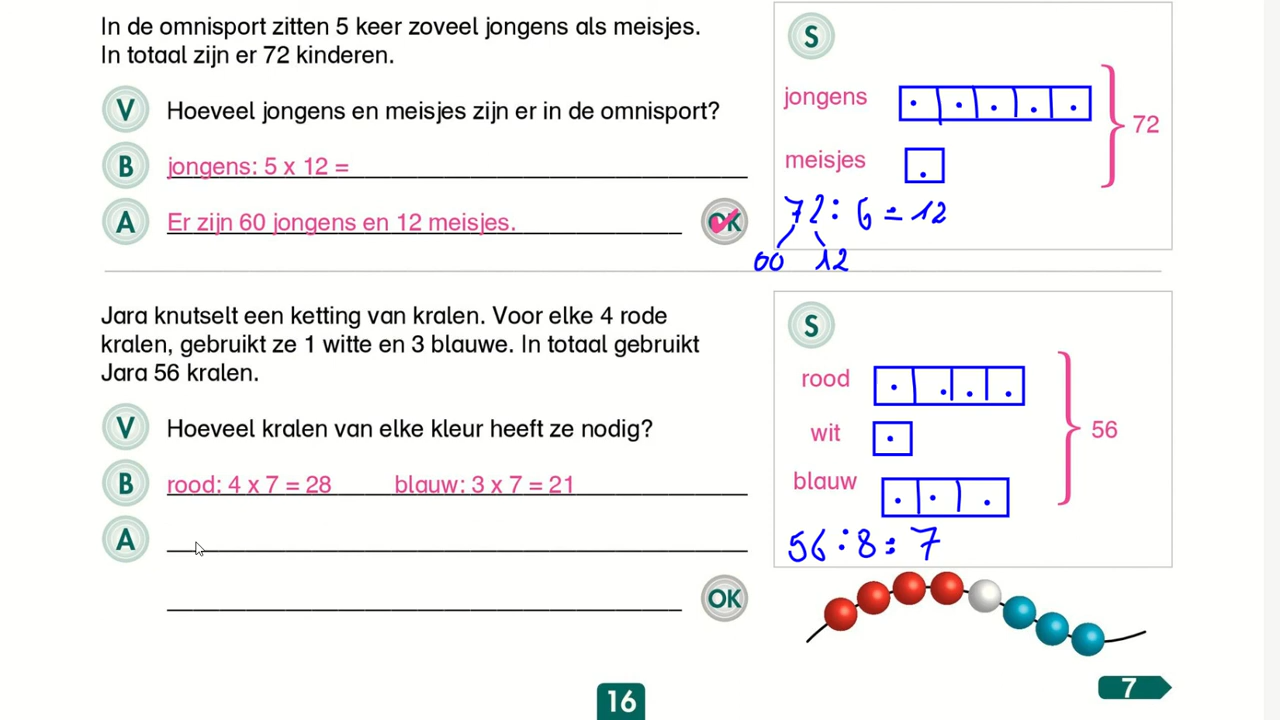 In de omnisport zitten 5 keer zoveel jongens als meisjes.
In totaal zijn er 72 kinderen.
V Hoeveel jongens en meisjes zijn er in de omnisport?
B jongens: 5 x 12 =
A Er zijn 60 jongens en 12 meisjes.
OK
S
jongens
72
meisjes
72 : 6 = 12
60 12
Jara knutselt een ketting van kralen. Voor elke 4 rode
kralen, gebruikt ze 1 witte en 3 blauwe. In totaal gebruikt
Jara 56 kralen.
V Hoeveel kralen van elke kleur heeft ze nodig?
B rood: 4 x 7 = 28 blauw: 3 x 7 = 21
A
OK
S
rood
wit
56
blauw
56 : 8 = 7
16
7